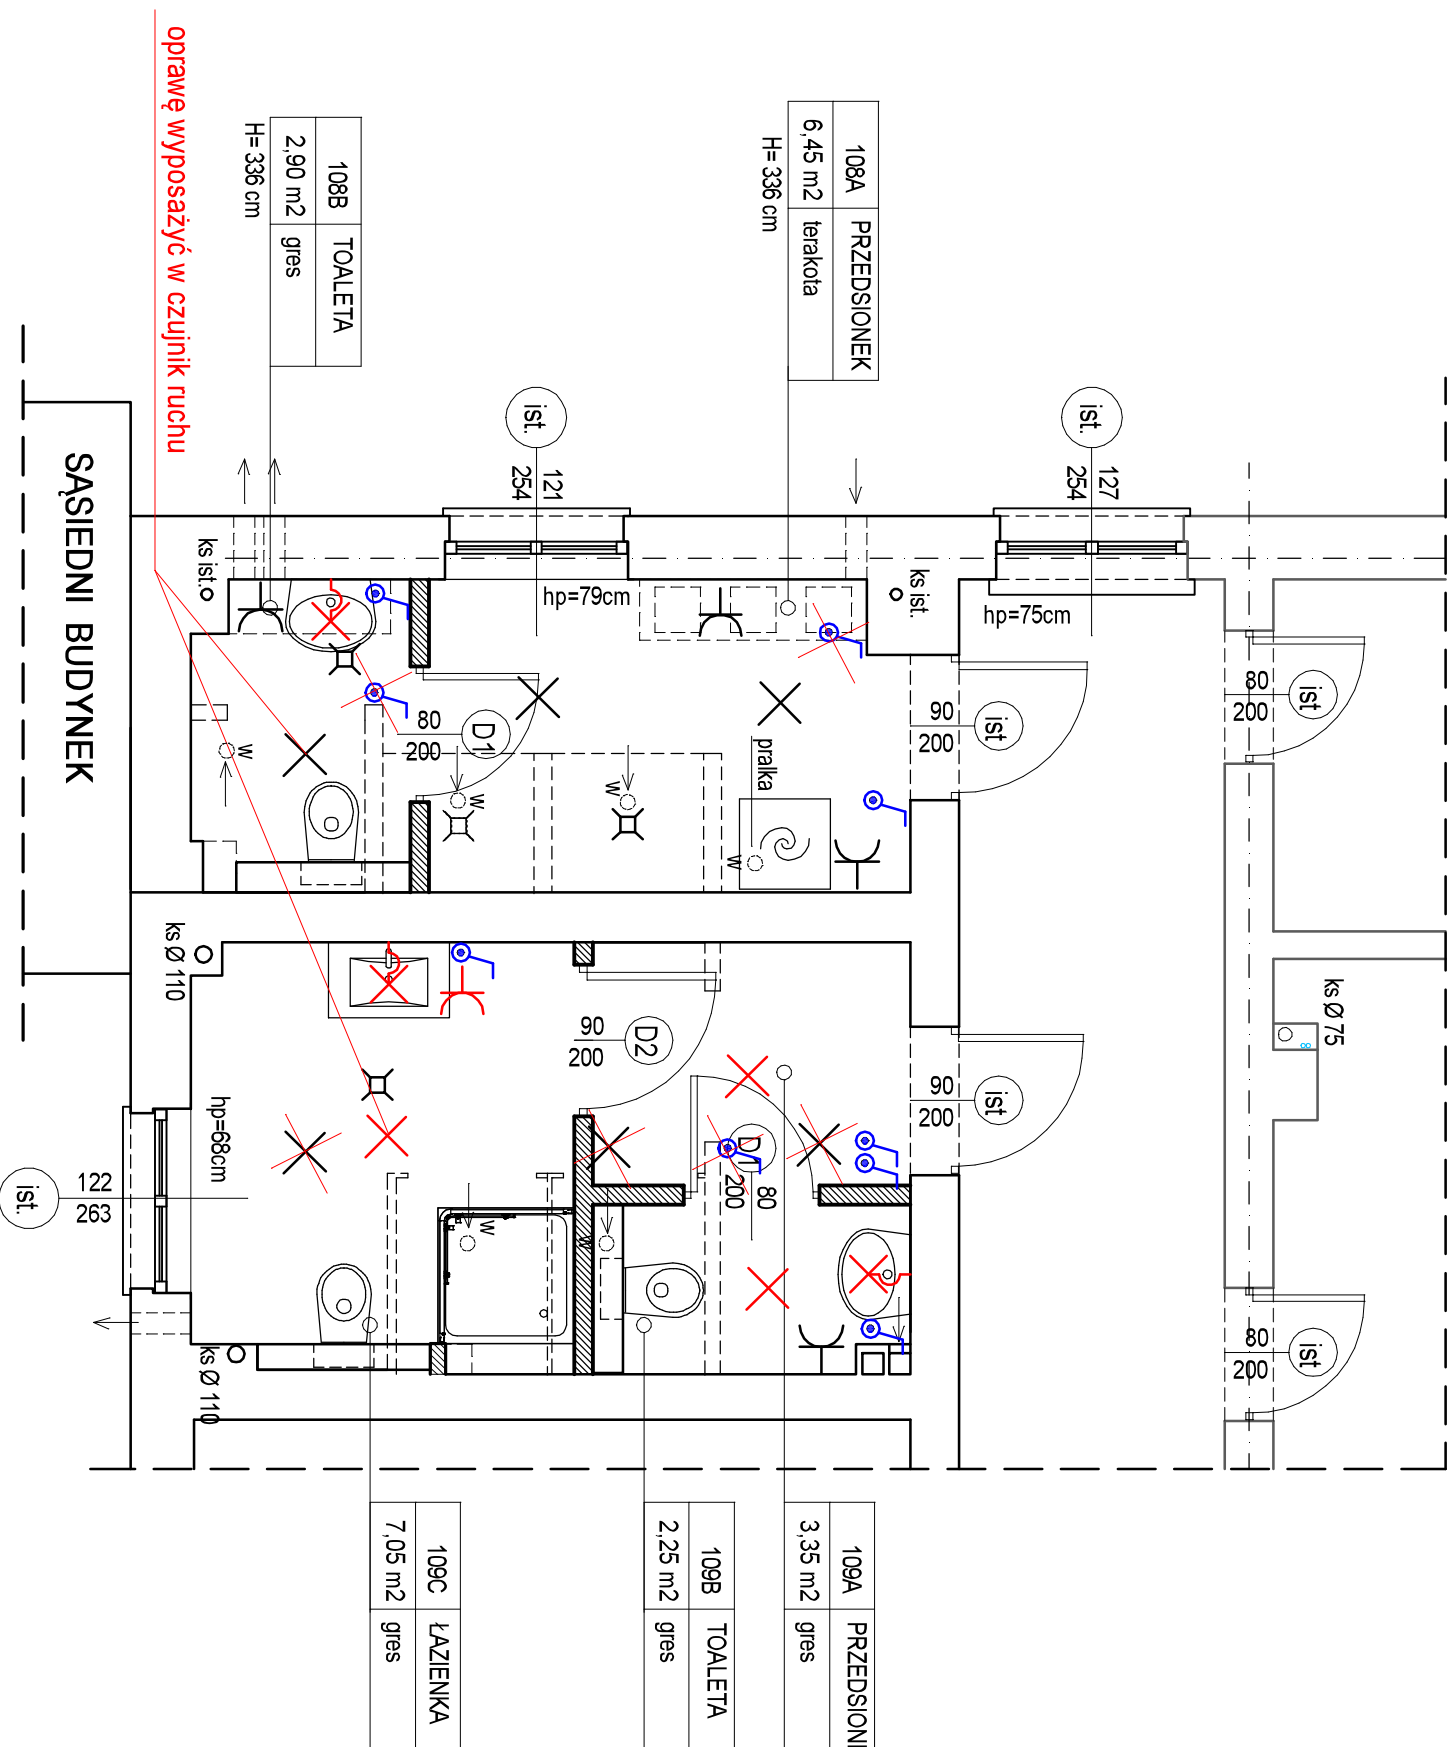 oprawę wyposażyć w czujnik ruchu
108A PRZEDSIONEK
6,45 m2 terakota
H= 336 cm
108B TOALETA
2,90 m2 gres
H= 336 cm
ist.
127
254
ist.
121
254
hp=75cm
hp=79cm
ks ist.
ks ist.
SĄSIEDNI BUDYNEK
80
200
ist
90
200
ist
80
200
D1
pralka
w
w
w
w
ks Ø 75
ks Ø 110
90
200
D2
90
200
ist
80
200
D1
w
w
hp=68cm
122
263
ist.
ks Ø 110
80
200
ist
109A
3,35 m2 gres
109B TOALETA
2,25 m2 gres
109C ŁAZIENKA
7,05 m2 gres